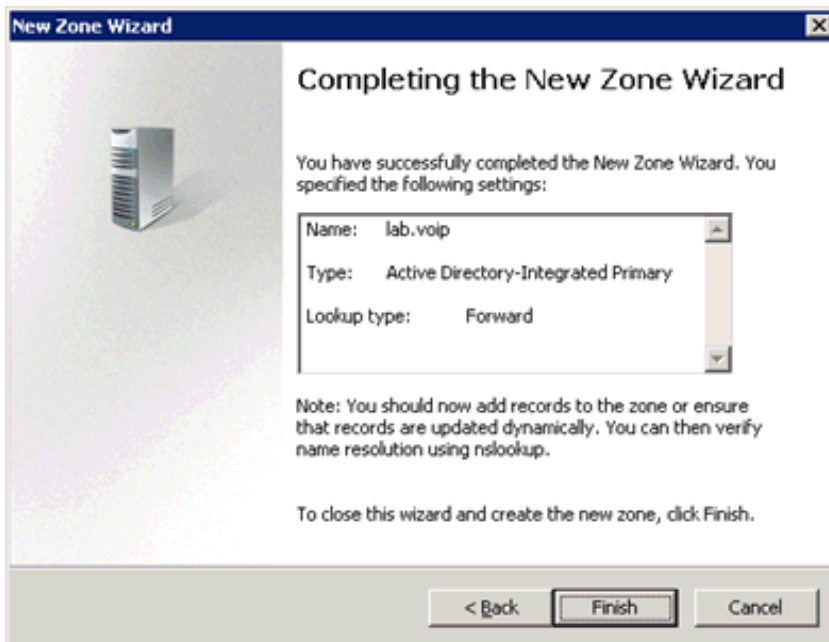 New Zone Wizard
Completing the New Zone Wizard
You have successfully completed the New Zone Wizard. You
specified the following settings:
Name: lab.voip
Type: Active Directory-Integrated Primary
Lookup type: Forward
Note: You should now add records to the zone or ensure
that records are updated dynamically. You can then verify
name resolution using nslookup.
To close this wizard and create the new zone, click Finish.
< Back Finish Cancel